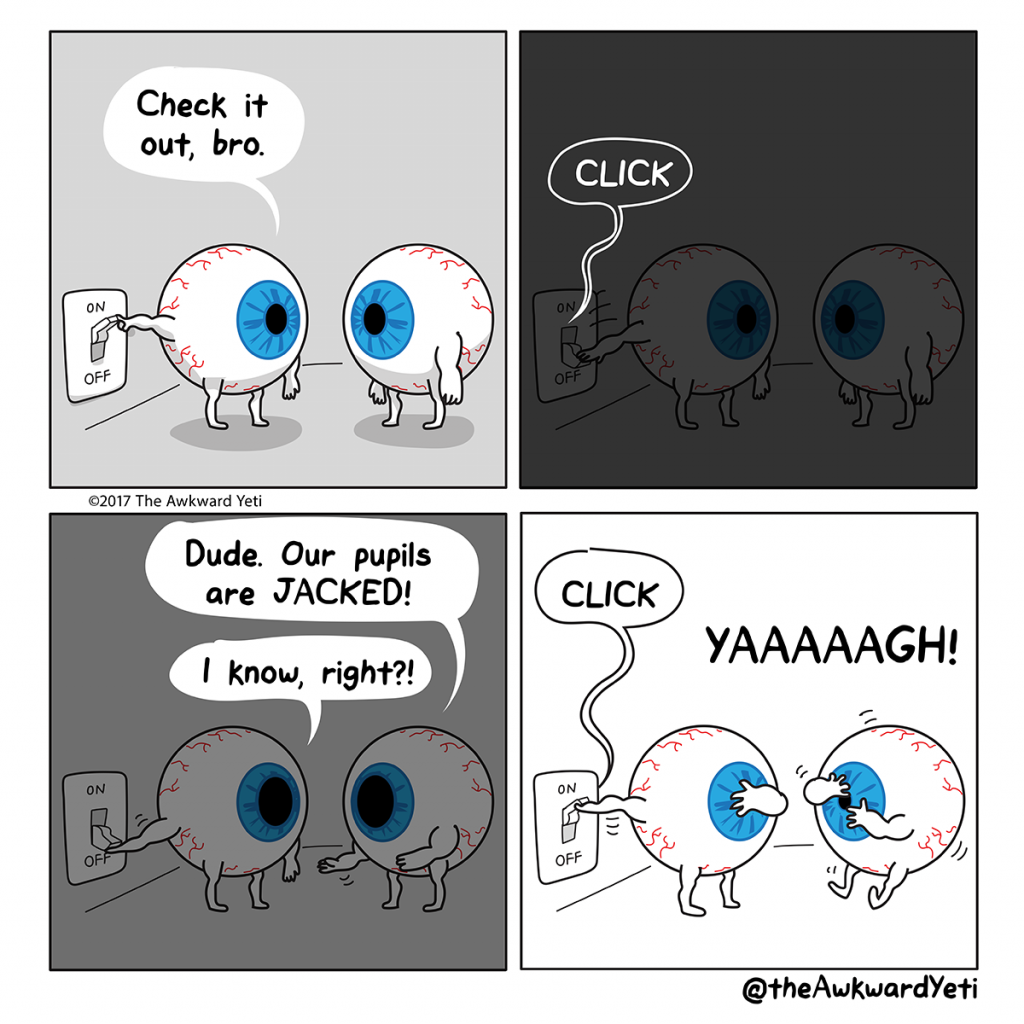 Check it
out, bro.
ON
OFF
CLICK
ON
OFF
©2017 The Awkward Yeti
Dude. Our pupils
are JACKED!
I know, right?!
ON
OFF
CLICK
YAAAAAGH!
ON
OFF
@theAwkwardYeti